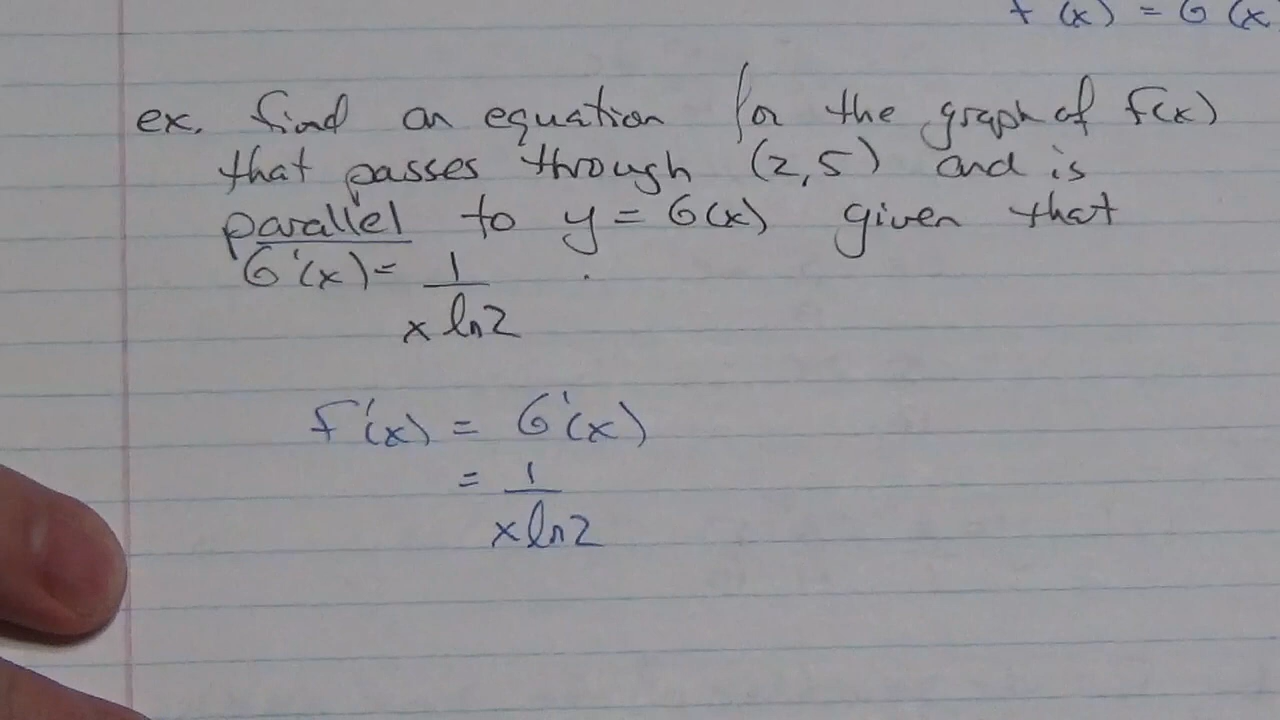 f (x) = G (x
ex. find an equation for the graph of f(x)
that passes through (2,5) and is
parallel to y = G(x) given that
G'(x) = 1/(x ln2)
f'(x) = G'(x)
= 1/(x ln2)